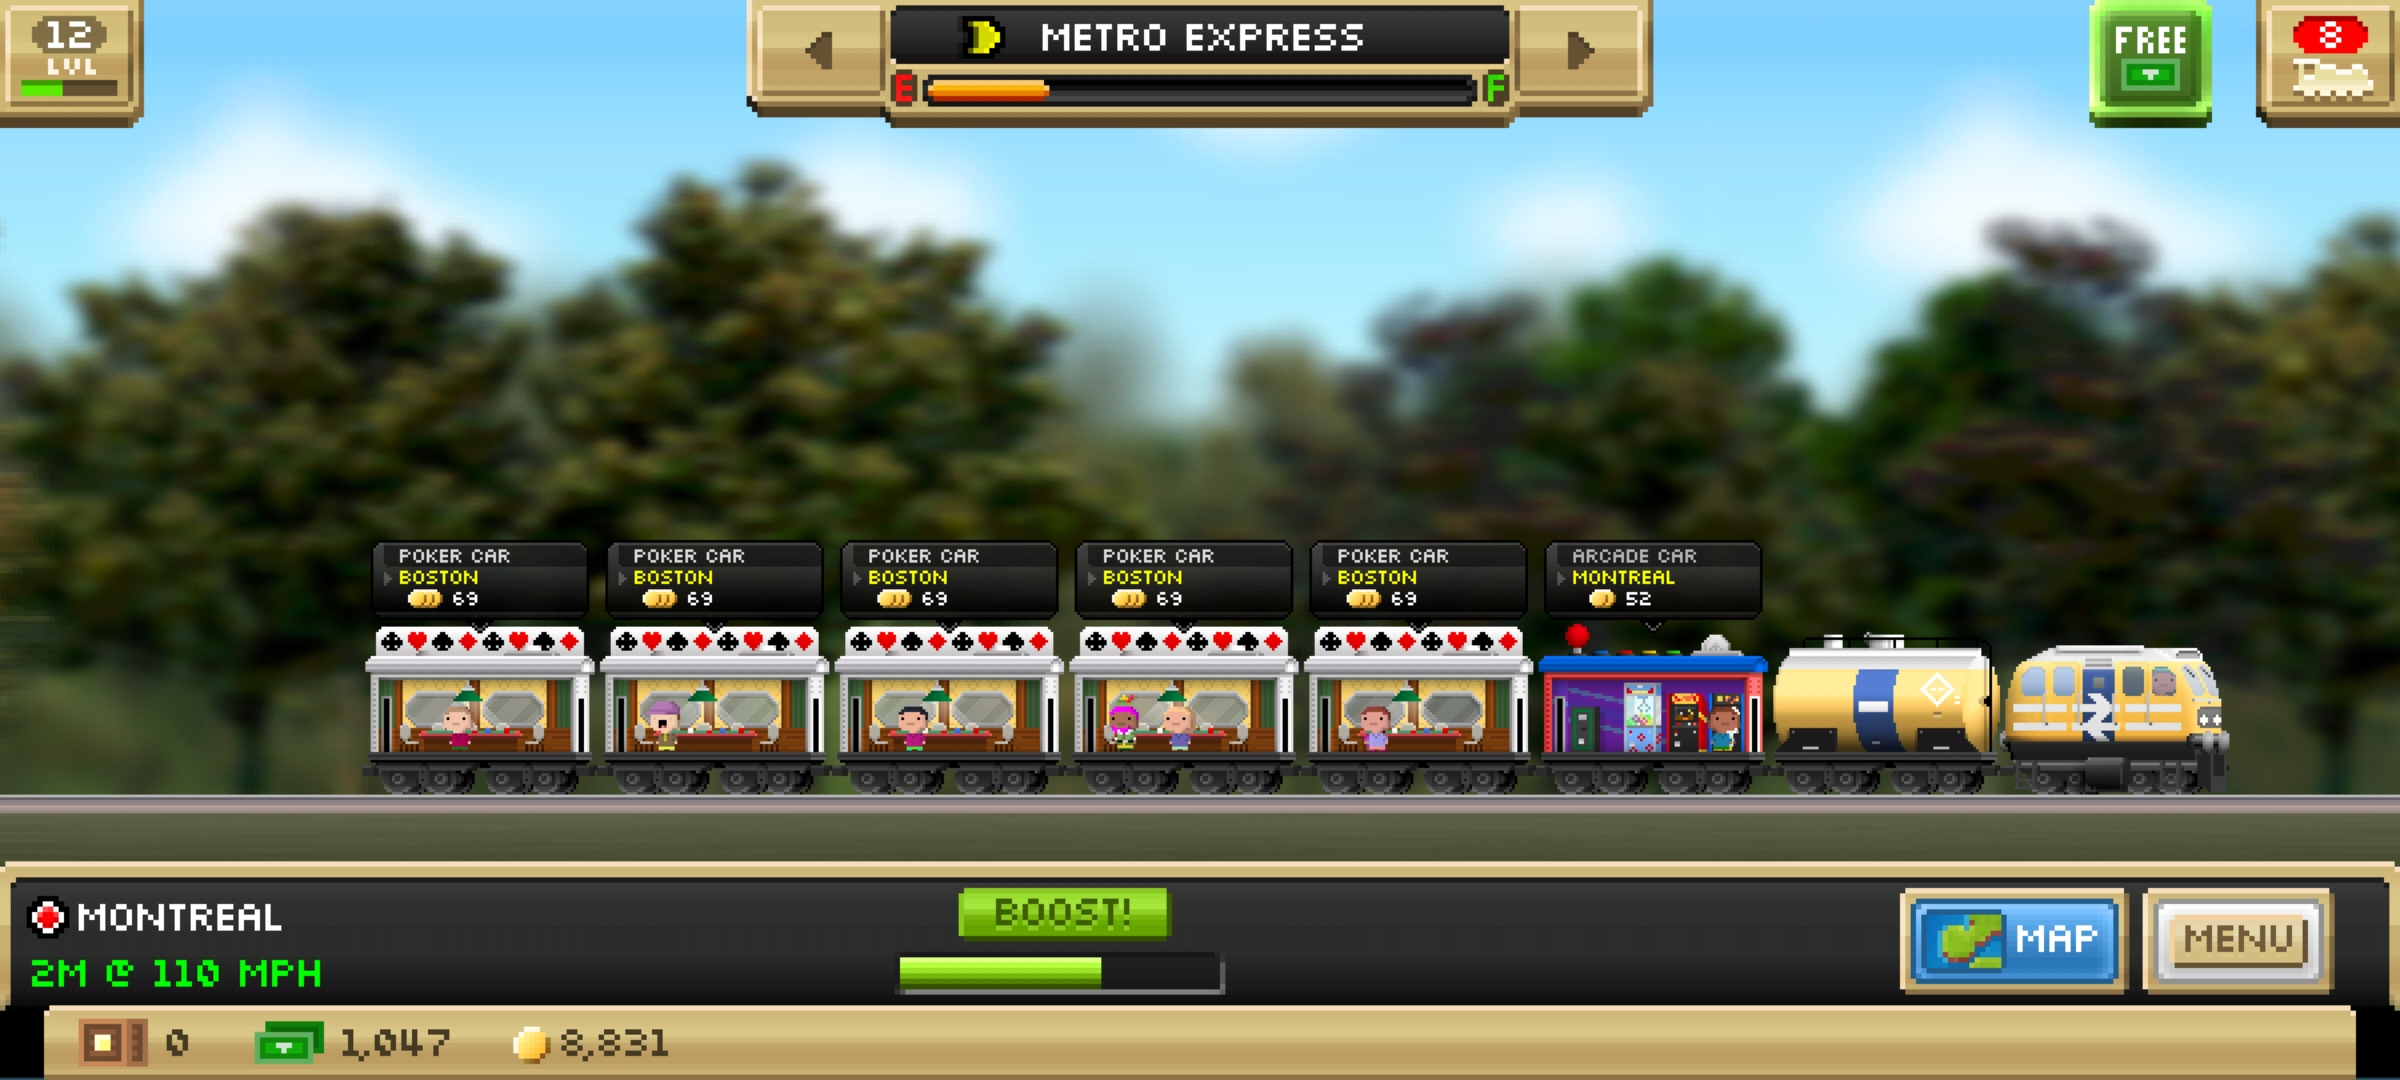 12
LVL
METRO EXPRESS
E F
FREE
8
POKER CAR
BOSTON
69
POKER CAR
BOSTON
69
POKER CAR
BOSTON
69
POKER CAR
BOSTON
69
POKER CAR
BOSTON
69
ARCADE CAR
MONTREAL
52
MONTREAL
2M @ 110 MPH
BOOST!
MAP
MENU
0
1,047
8,831